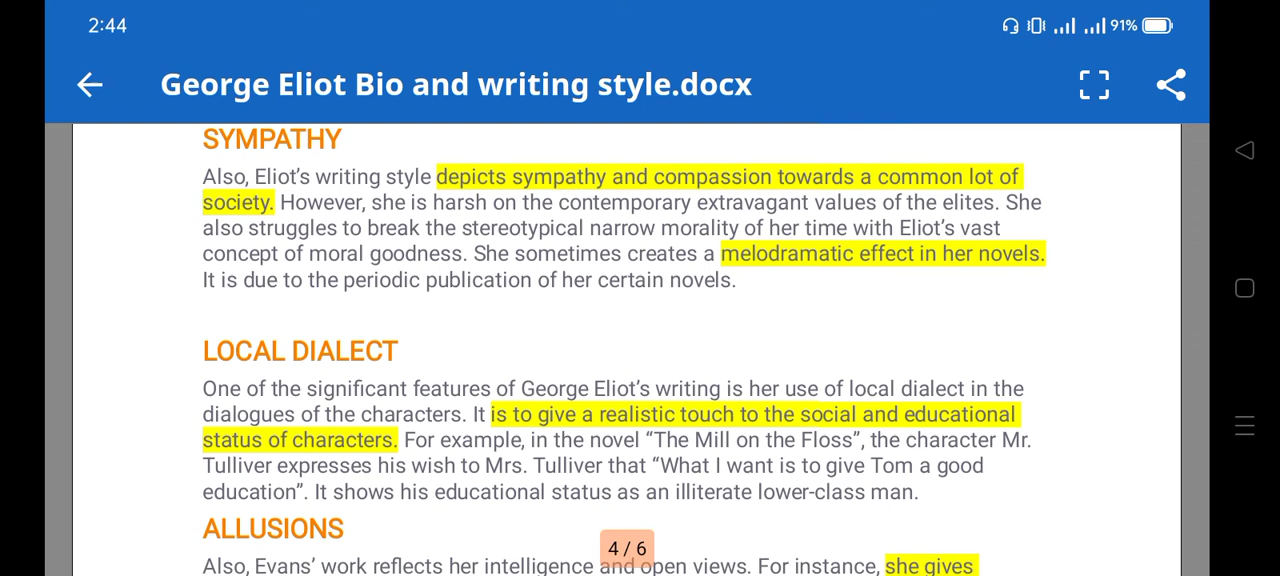 2:44
91%
George Eliot Bio and writing style.docx
SYMPATHY
Also, Eliot’s writing style depicts sympathy and compassion towards a common lot of
society. However, she is harsh on the contemporary extravagant values of the elites. She
also struggles to break the stereotypical narrow morality of her time with Eliot’s vast
concept of moral goodness. She sometimes creates a melodramatic effect in her novels.
It is due to the periodic publication of her certain novels.
LOCAL DIALECT
One of the significant features of George Eliot’s writing is her use of local dialect in the
dialogues of the characters. It is to give a realistic touch to the social and educational
status of characters. For example, in the novel “The Mill on the Floss”, the character Mr.
Tulliver expresses his wish to Mrs. Tulliver that “What I want is to give Tom a good
education”. It shows his educational status as an illiterate lower-class man.
ALLUSIONS
4 / 6
Also, Evans’ work reflects her intelligence and open views. For instance, she gives